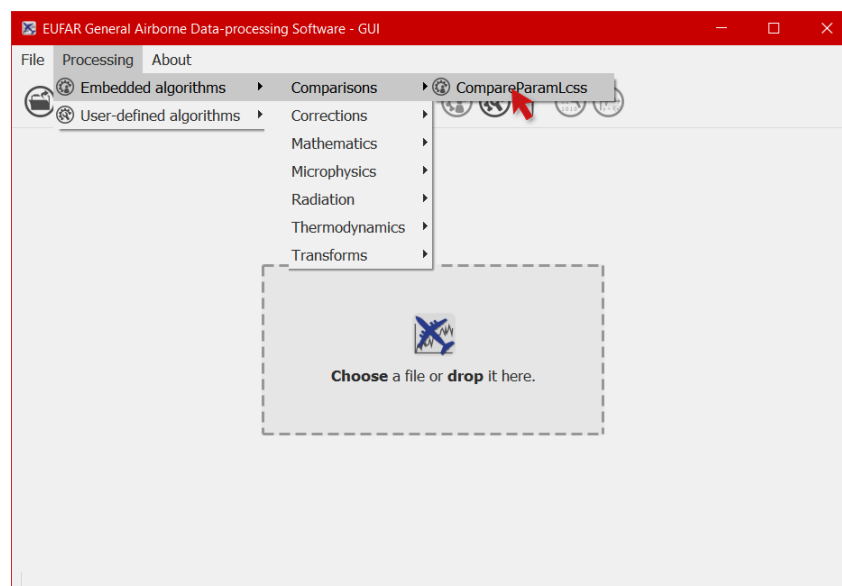 EUFAR General Airborne Data-processing Software - GUI
File Processing About
Embedded algorithms Comparisons CompareParamLcss
User-defined algorithms Corrections
Mathematics
Microphysics
Radiation
Thermodynamics
Transforms
Choose a file or drop it here.